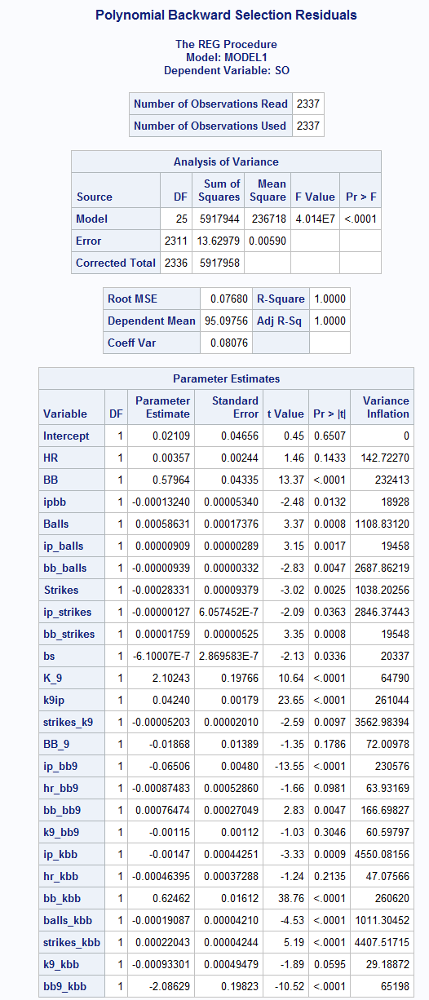 Polynomial Backward Selection Residuals
The REG Procedure
Model: MODEL1
Dependent Variable: SO
Number of Observations Read 2337
Number of Observations Used 2337
Analysis of Variance
Source DF Sum of Squares Mean Square F Value Pr > F
Model 25 5917944 236718 4.014E7 <.0001
Error 2311 13.62979 0.00590
Corrected Total 2336 5917958
Root MSE 0.07680 R-Square 1.0000
Dependent Mean 95.09756 Adj R-Sq 1.0000
Coeff Var 0.08076
Parameter Estimates
Variable DF Parameter Estimate Standard Error t Value Pr > |t| Variance Inflation
Intercept 1 0.02109 0.04656 0.45 0.6507 0
HR 1 0.00357 0.00244 1.46 0.1433 142.72270
BB 1 0.57964 0.04335 13.37 <.0001 232413
ipbb 1 -0.00013240 0.00005340 -2.48 0.0132 18928
Balls 1 0.00058631 0.00017376 3.37 0.0008 1108.83120
ip_balls 1 0.00000909 0.00000289 3.15 0.0017 19458
bb_balls 1 -0.00000939 0.00000332 -2.83 0.0047 2687.86219
Strikes 1 -0.00028331 0.00009379 -3.02 0.0025 1038.20256
ip_strikes 1 -0.00000127 6.057452E-7 -2.09 0.0363 2846.37443
bb_strikes 1 0.00001759 0.00000525 3.35 0.0008 19548
bs 1 -6.10007E-7 2.869583E-7 -2.13 0.0336 20337
K_9 1 2.10243 0.19766 10.64 <.0001 64790
k9ip 1 0.04240 0.00179 23.65 <.0001 261044
strikes_k9 1 -0.00005203 0.00002010 -2.59 0.0097 3562.98394
BB_9 1 -0.01868 0.01389 -1.35 0.1786 72.00978
ip_bb9 1 -0.06506 0.00480 -13.55 <.0001 230576
hr_bb9 1 -0.00087483 0.00052860 -1.66 0.0981 63.93169
bb_bb9 1 0.00076474 0.00027049 2.83 0.0047 166.69827
k9_bb9 1 -0.00115 0.00112 -1.03 0.3046 60.59797
ip_kbb 1 -0.00147 0.00044251 -3.33 0.0009 4550.08156
hr_kbb 1 -0.00046395 0.00037288 -1.24 0.2135 47.07566
bb_kbb 1 0.62462 0.01612 38.76 <.0001 260620
balls_kbb 1 -0.00019087 0.00004210 -4.53 <.0001 1011.30452
strikes_kbb 1 0.00022043 0.00004244 5.19 <.0001 4407.51715
k9_kbb 1 -0.00093301 0.00049479 -1.89 0.0595 29.18872
bb9_kbb 1 -2.08629 0.19823 -10.52 <.0001 65198